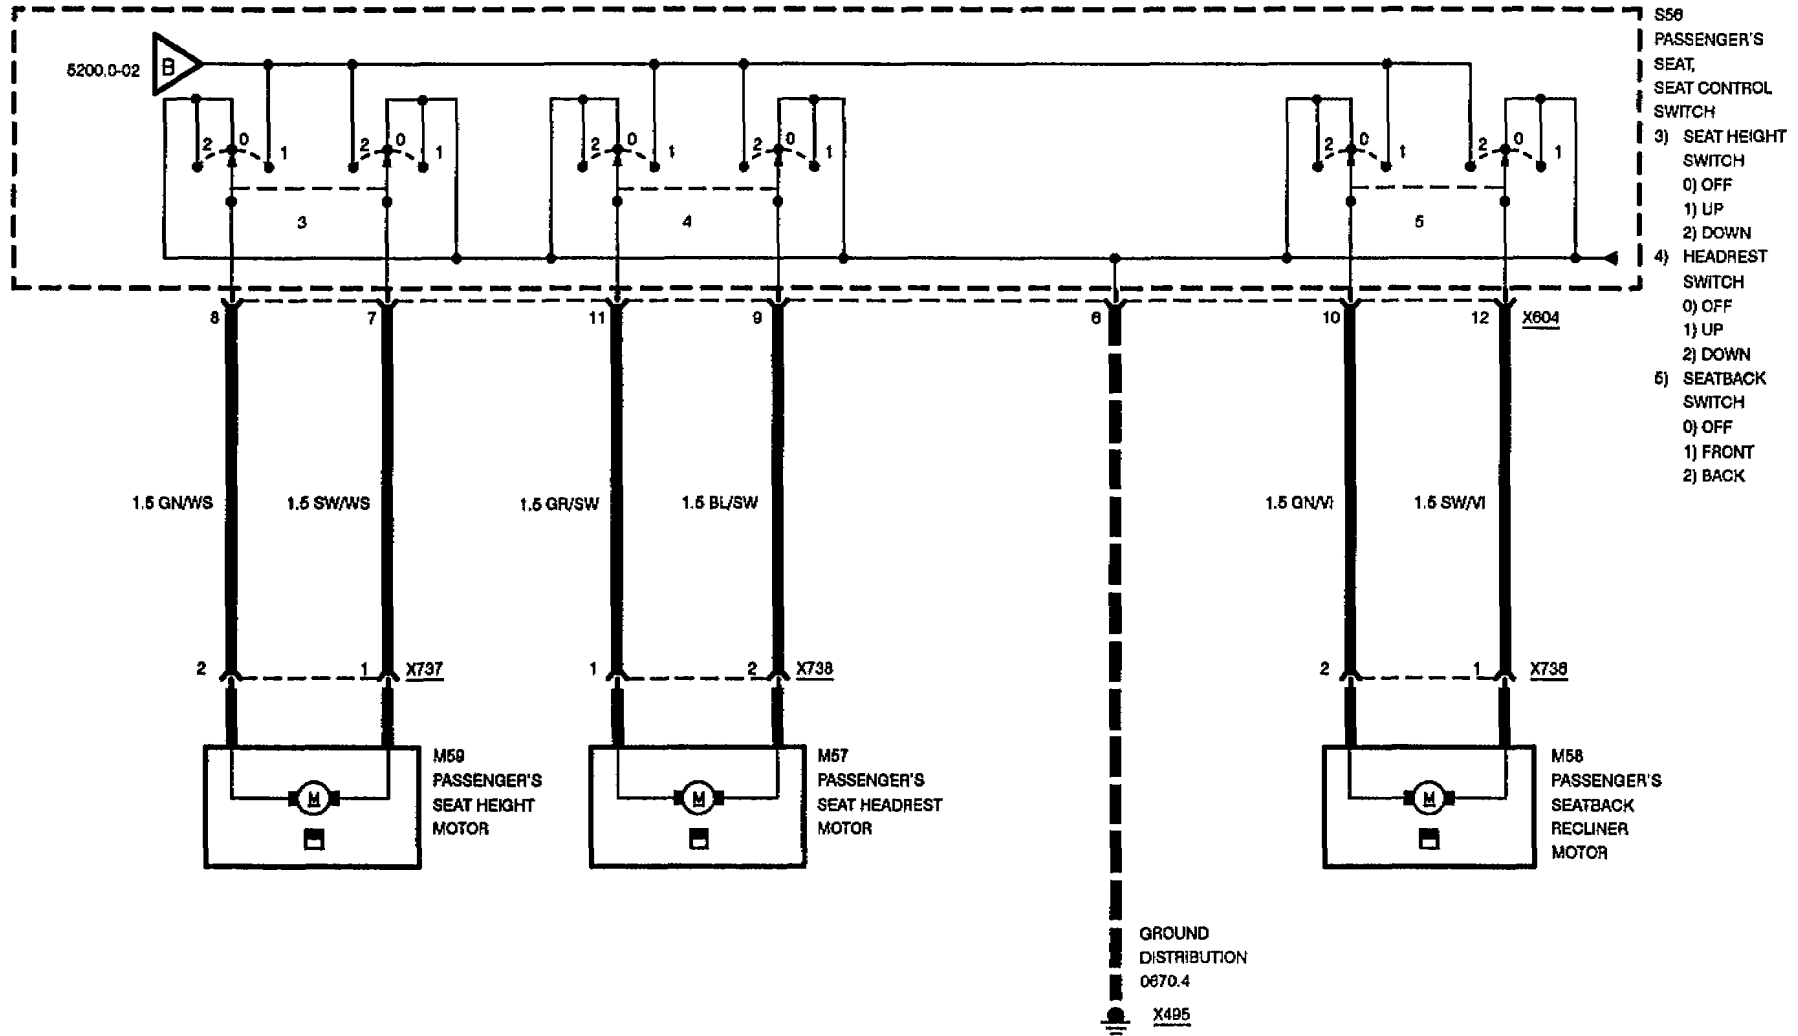 S56
PASSENGER'S
SEAT,
SEAT CONTROL
SWITCH
3) SEAT HEIGHT
SWITCH
0) OFF
1) UP
2) DOWN
4) HEADREST
SWITCH
0) OFF
1) UP
2) DOWN
5) SEATBACK
SWITCH
0) OFF
1) FRONT
2) BACK
5200.0-02 B
2 0 1 2 0 1 2 0 1 2 0 1 2 0 1 2 0 1
3 4 5
8 7 11 9 6 10 12 X604
1.5 GN/WS 1.5 SW/WS 1.5 GR/SW 1.5 BL/SW 1.5 GN/VI 1.5 SW/VI
2 1 X737 1 2 X738 2 1 X736
M59
PASSENGER'S
SEAT HEIGHT
MOTOR
M
M57
PASSENGER'S
SEAT HEADREST
MOTOR
M
M58
PASSENGER'S
SEATBACK
RECLINER
MOTOR
M
GROUND
DISTRIBUTION
0670.4
X495